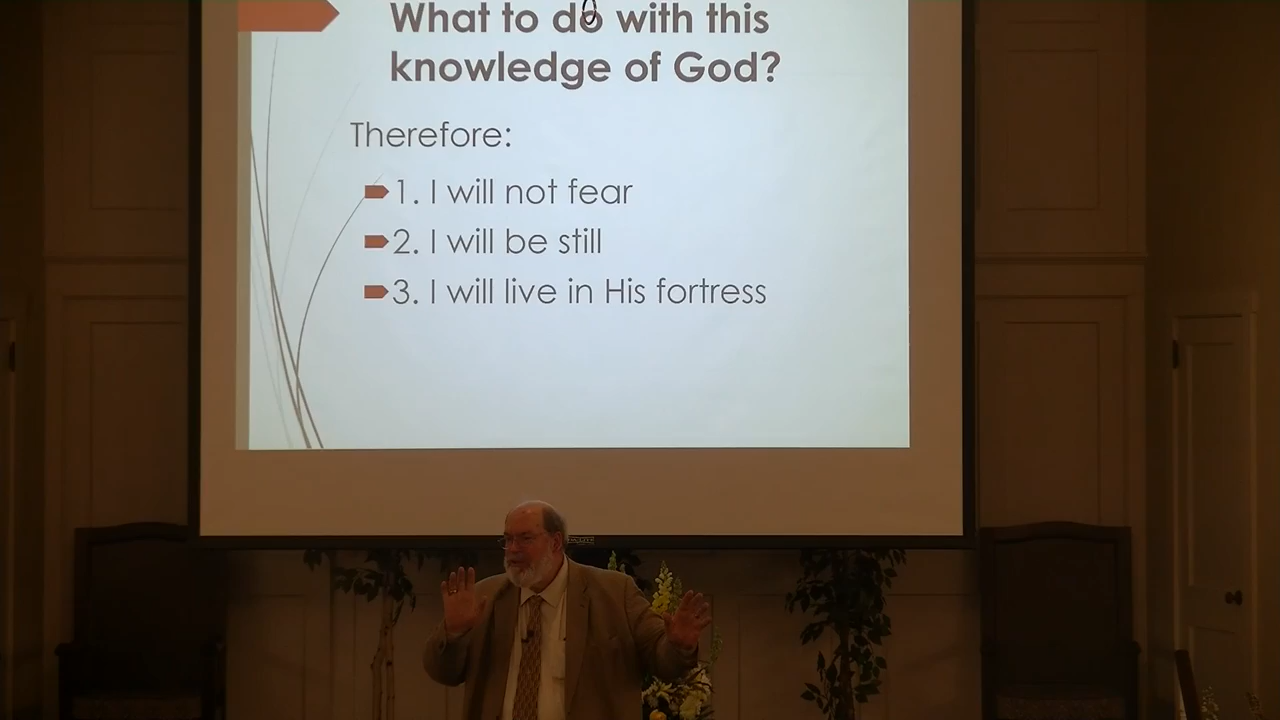 What to do with this
knowledge of God?
Therefore:
1. I will not fear
2. I will be still
3. I will live in His fortress